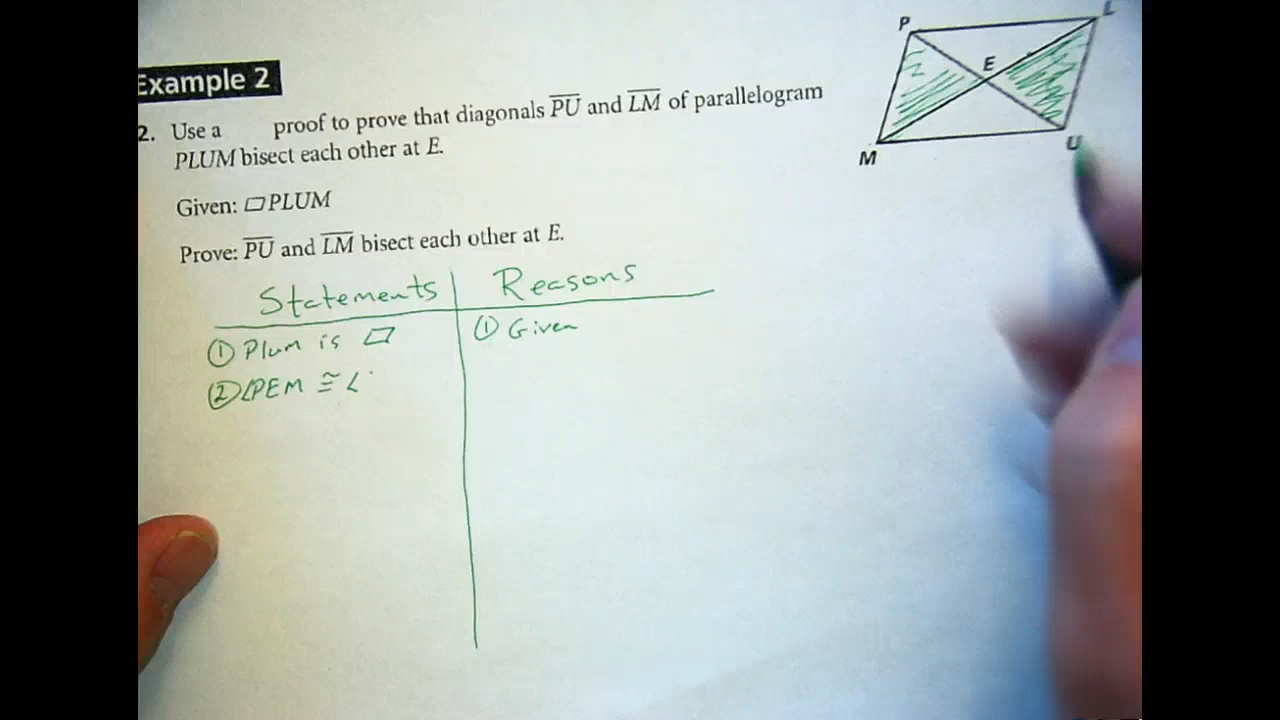 Example 2
2. Use a proof to prove that diagonals PU and LM of parallelogram
PLUM bisect each other at E.
Given: ▱PLUM
Prove: PU and LM bisect each other at E.
P
L
E
M
U
Statements
Reasons
① Plum is ▱
① Given
② ∠PEM ≅ ∠